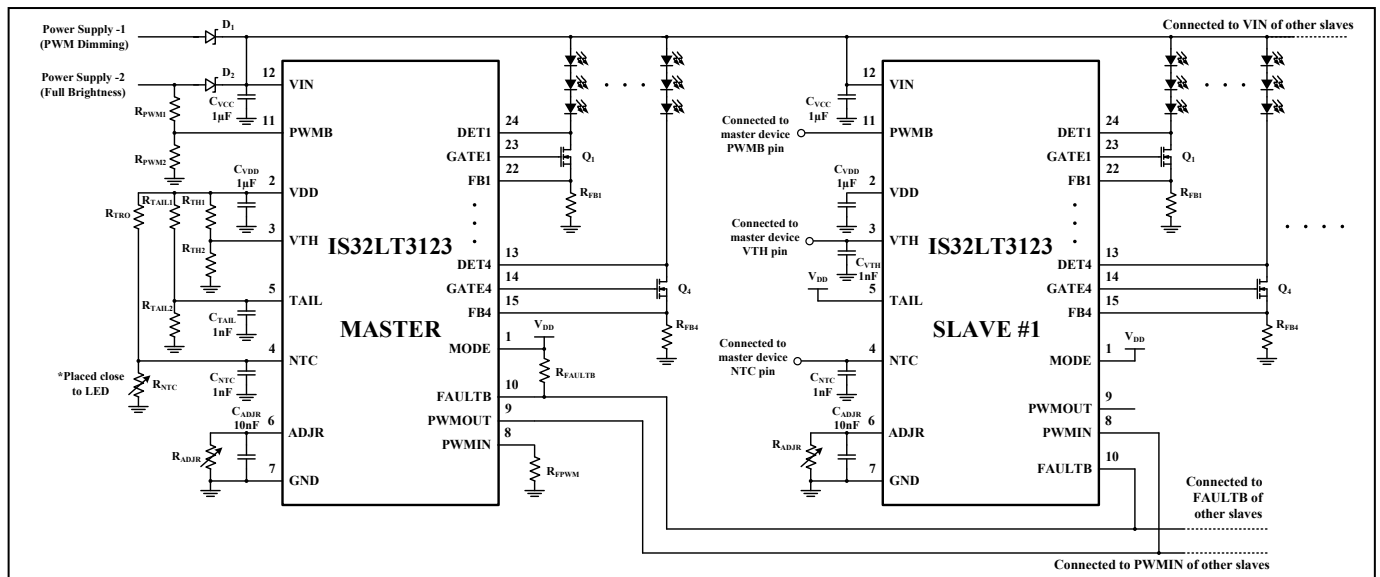 Power Supply -1
(PWM Dimming)
D1
Connected to VIN of other slaves
Power Supply -2
(Full Brightness)
D2
RPWM1
RPWM2
CVCC
1µF
12
VIN
11
PWMB
CVDD
1µF
2
VDD
RTRO
RTAIL1
RTH1
3
VTH
RTH2
5
TAIL
RTAIL2
CTAIL
1nF
4
NTC
*Placed close
to LED
RNTC
CNTC
1nF
CADJR
10nF
6
ADJR
RADJR
7
GND
IS32LT3123
MASTER
24
DET1
23
GATE1
Q1
22
FB1
RFB1
13
DET4
14
GATE4
Q4
15
FB4
RFB4
1
MODE
VDD
RFAULTB
10
FAULTB
9
PWMOUT
8
PWMIN
RFPWM
12
VIN
CVCC
1µF
Connected to
master device
PWMB pin
11
PWMB
CVDD
1µF
2
VDD
Connected to
master device
VTH pin
3
VTH
CVTH
1nF
VDD
5
TAIL
Connected to
master device
NTC pin
4
NTC
CNTC
1nF
CADJR
10nF
6
ADJR
RADJR
7
GND
IS32LT3123
SLAVE #1
24
DET1
23
GATE1
Q1
22
FB1
RFB1
13
DET4
14
GATE4
Q4
15
FB4
RFB4
1
MODE
VDD
9
PWMOUT
8
PWMIN
10
FAULTB
Connected to
FAULTB of
other slaves
Connected to PWMIN of other slaves